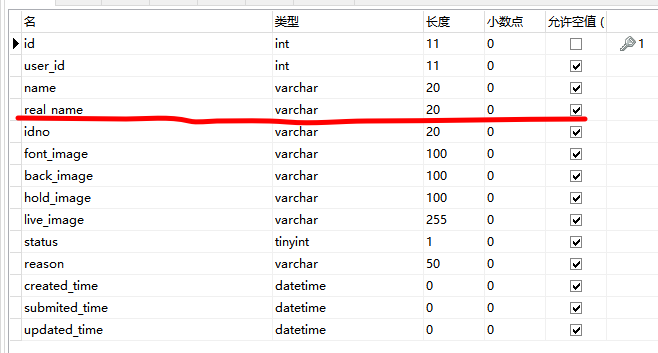 名 类型 长度 小数点 允许空值 (
id int 11 0 1
user_id int 11 0
name varchar 20 0
real_name varchar 20 0
idno varchar 20 0
font_image varchar 100 0
back_image varchar 100 0
hold_image varchar 100 0
live_image varchar 255 0
status tinyint 1 0
reason varchar 50 0
created_time datetime 0 0
submited_time datetime 0 0
updated_time datetime 0 0